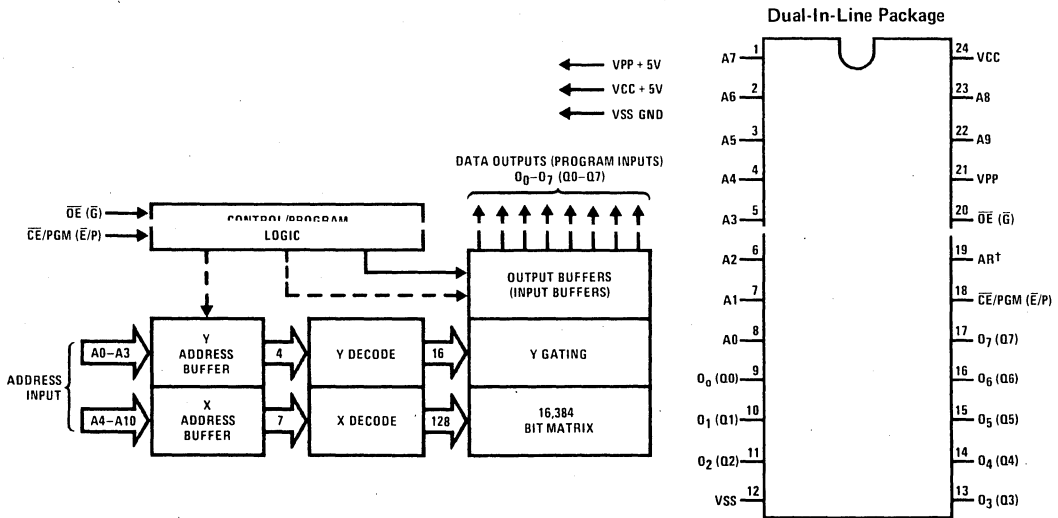 Dual-In-Line Package
VPP + 5V
VCC + 5V
VSS GND
DATA OUTPUTS (PROGRAM INPUTS)
O0–O7 (Q0–Q7)
O̅E̅ (G̅)
C̅E̅/PGM (E̅/P)
CONTROL/PROGRAM
LOGIC
OUTPUT BUFFERS
(INPUT BUFFERS)
ADDRESS
INPUT
A0–A3
Y
ADDRESS
BUFFER
4
Y DECODE
16
Y GATING
A4–A10
X
ADDRESS
BUFFER
7
X DECODE
128
16,384
BIT MATRIX
A7 1
A6 2
A5 3
A4 4
A3 5
A2 6
A1 7
A0 8
Oo (Q0) 9
O1 (Q1) 10
O2 (Q2) 11
VSS 12
24 VCC
23 A8
22 A9
21 VPP
20 O̅E̅ (G̅)
19 AR†
18 C̅E̅/PGM (E̅/P)
17 O7 (Q7)
16 O6 (Q6)
15 O5 (Q5)
14 O4 (Q4)
13 O3 (Q3)